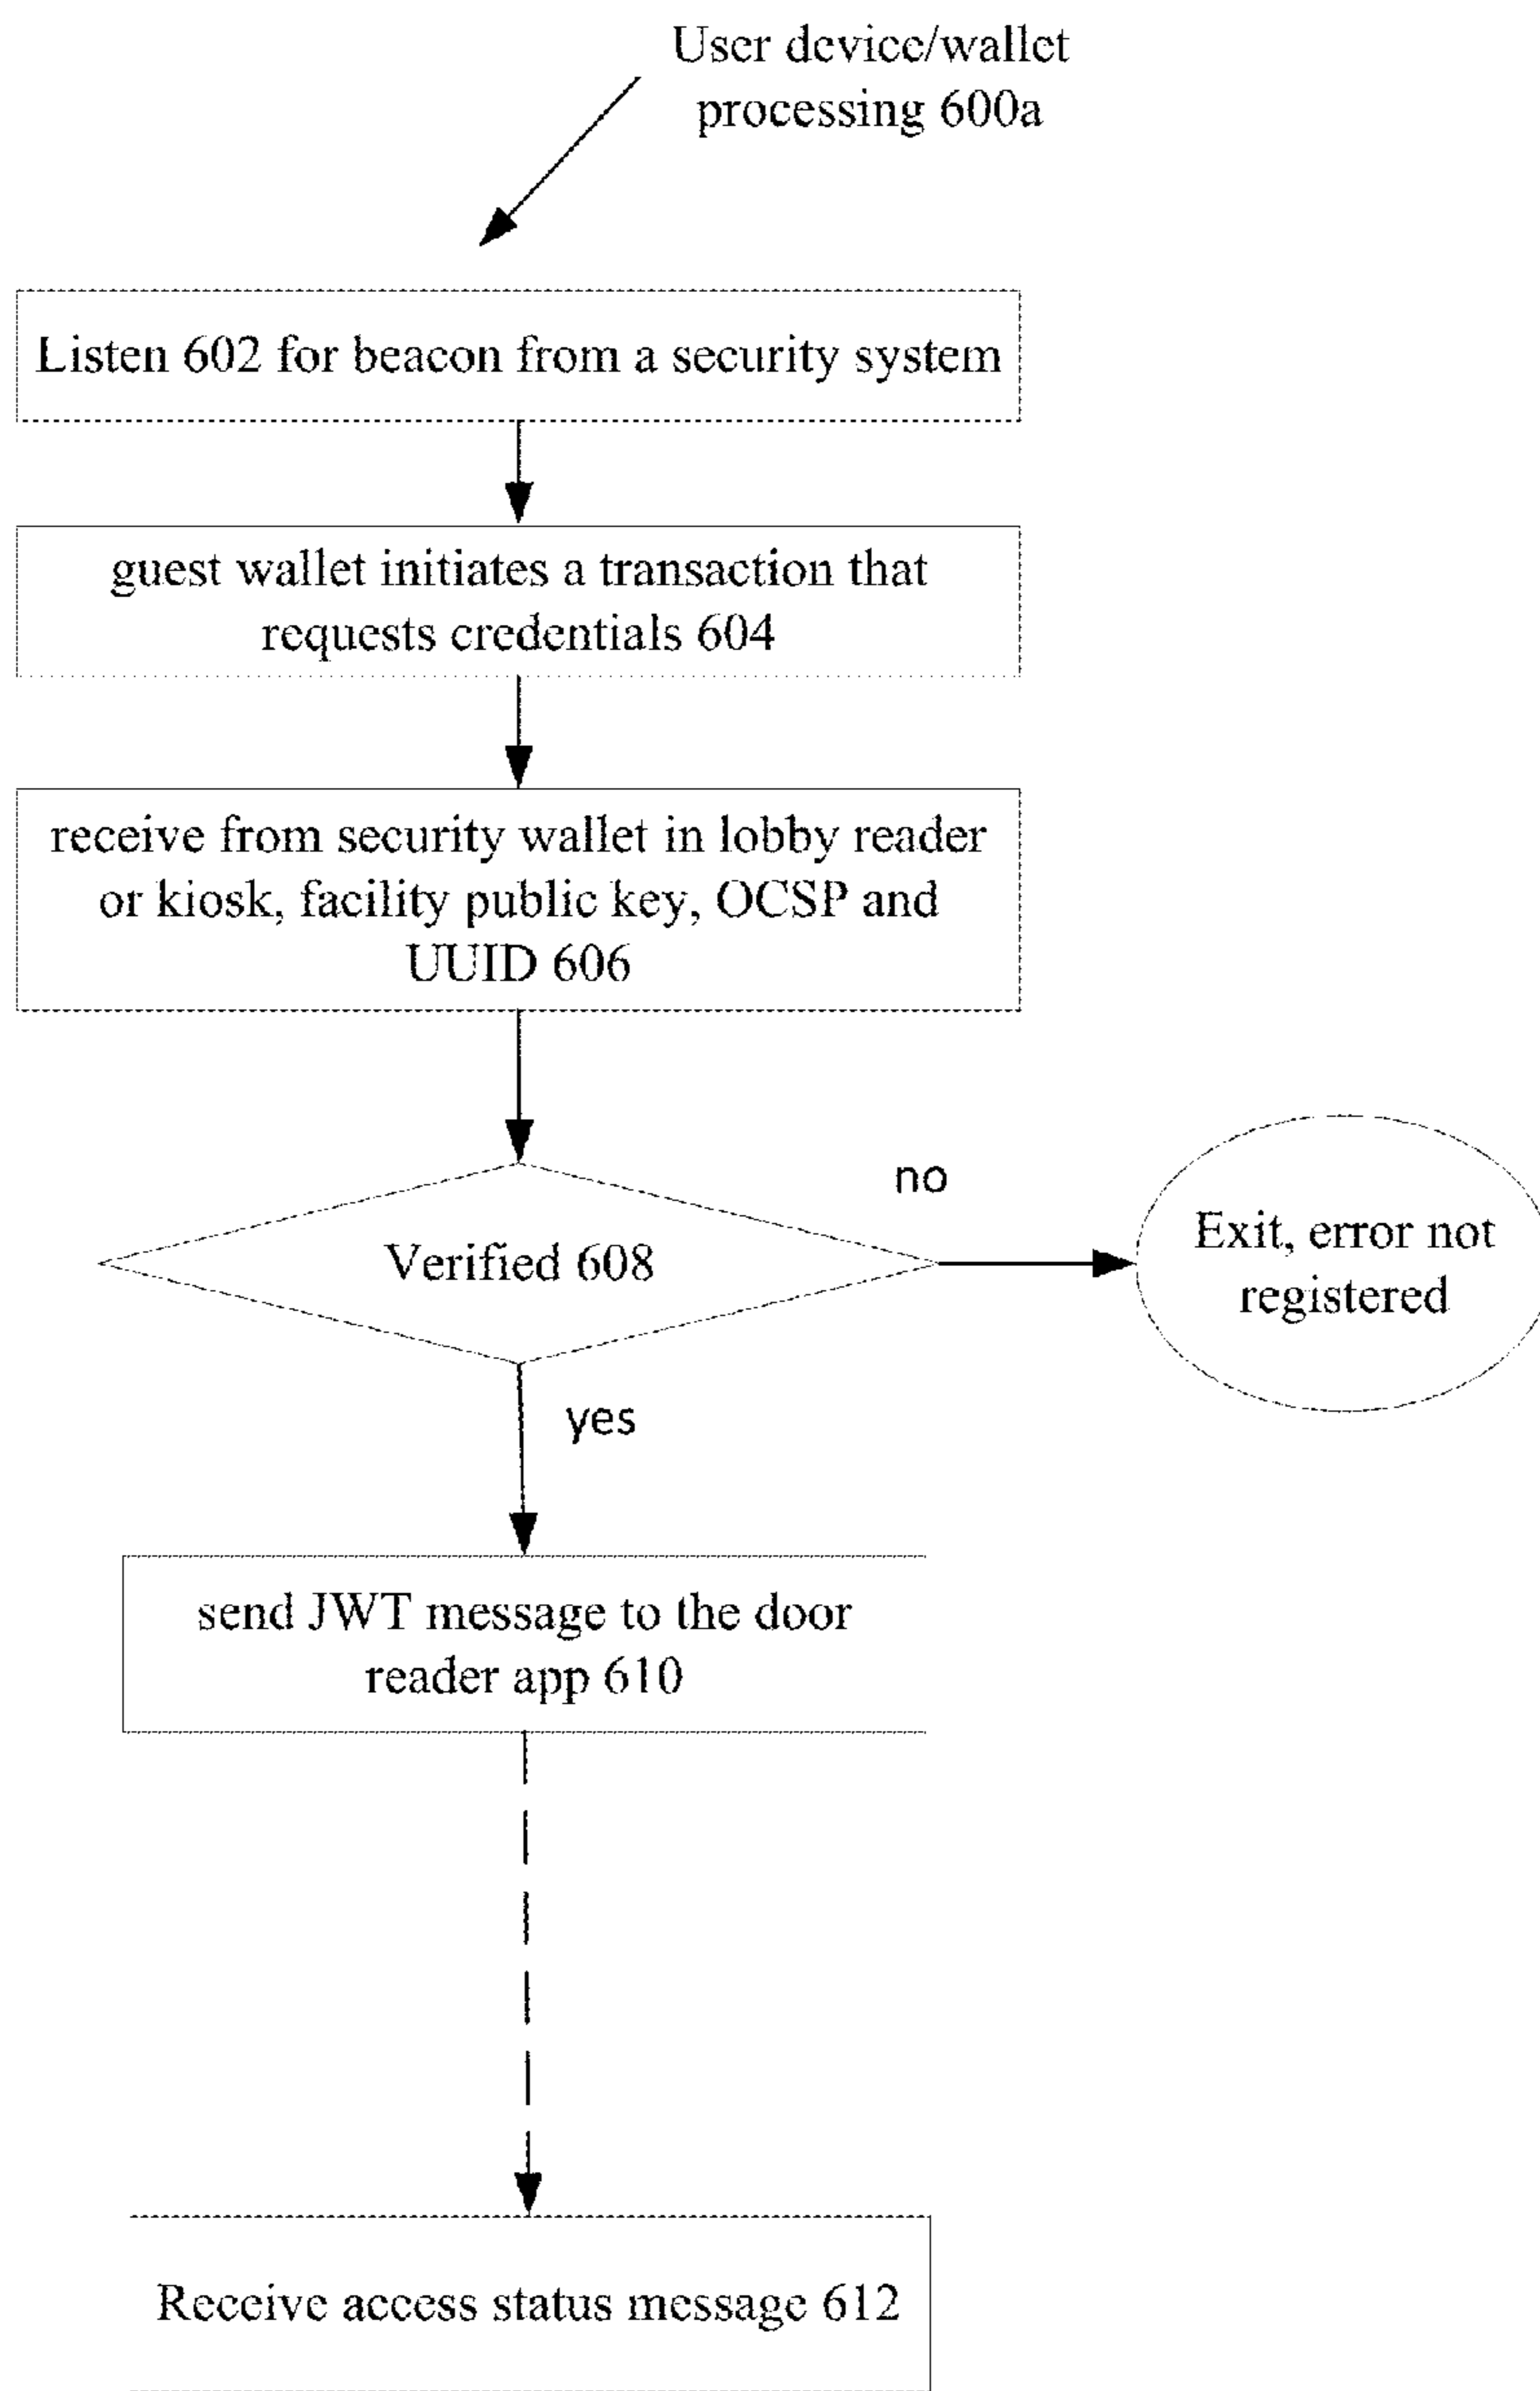 User device/wallet
processing 600a
Listen 602 for beacon from a security system
guest wallet initiates a transaction that
requests credentials 604
receive from security wallet in lobby reader
or kiosk, facility public key, OCSP and
UUID 606
no
Verified 608
Exit, error not
registered
yes
send JWT message to the door
reader app 610
Receive access status message 612